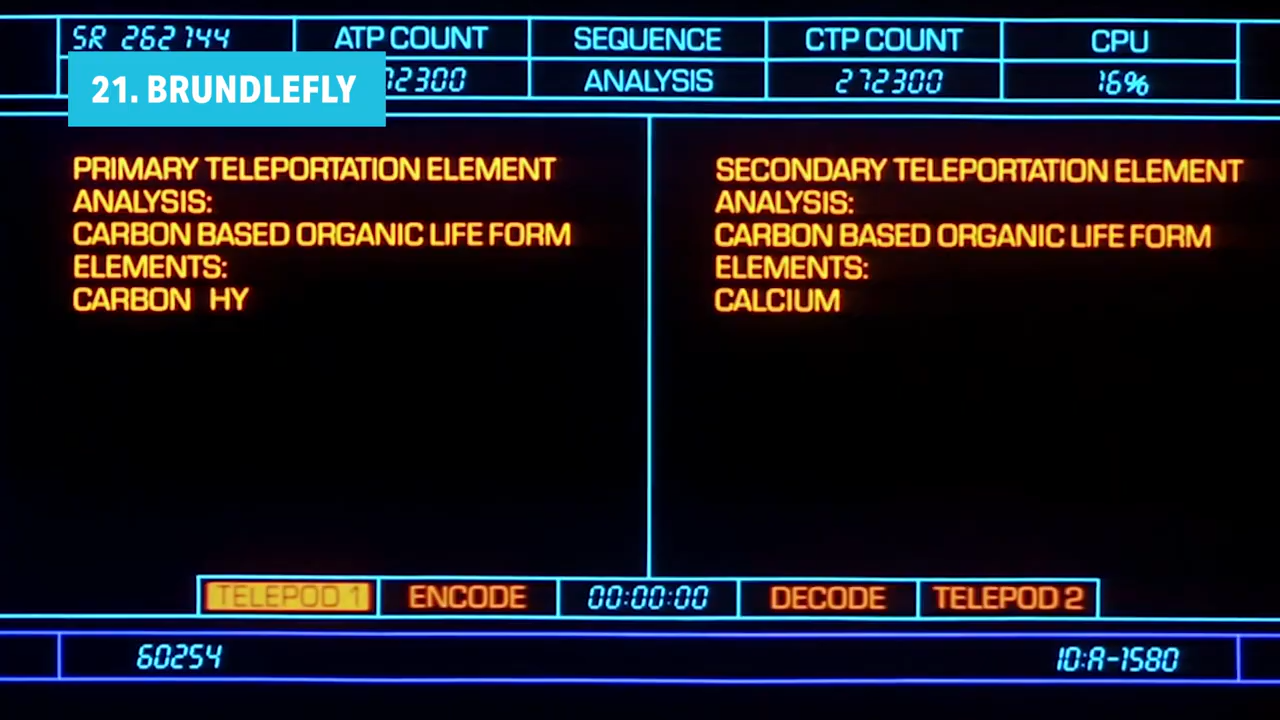 SR 262144 ATP COUNT SEQUENCE CTP COUNT CPU
21. BRUNDLEFLY
2300 ANALYSIS 272300 16%
PRIMARY TELEPORTATION ELEMENT
ANALYSIS:
CARBON BASED ORGANIC LIFE FORM
ELEMENTS:
CARBON HY
SECONDARY TELEPORTATION ELEMENT
ANALYSIS:
CARBON BASED ORGANIC LIFE FORM
ELEMENTS:
CALCIUM
TELEPOD 1 ENCODE 00:00:00 DECODE TELEPOD 2
60254 ID:A-1580